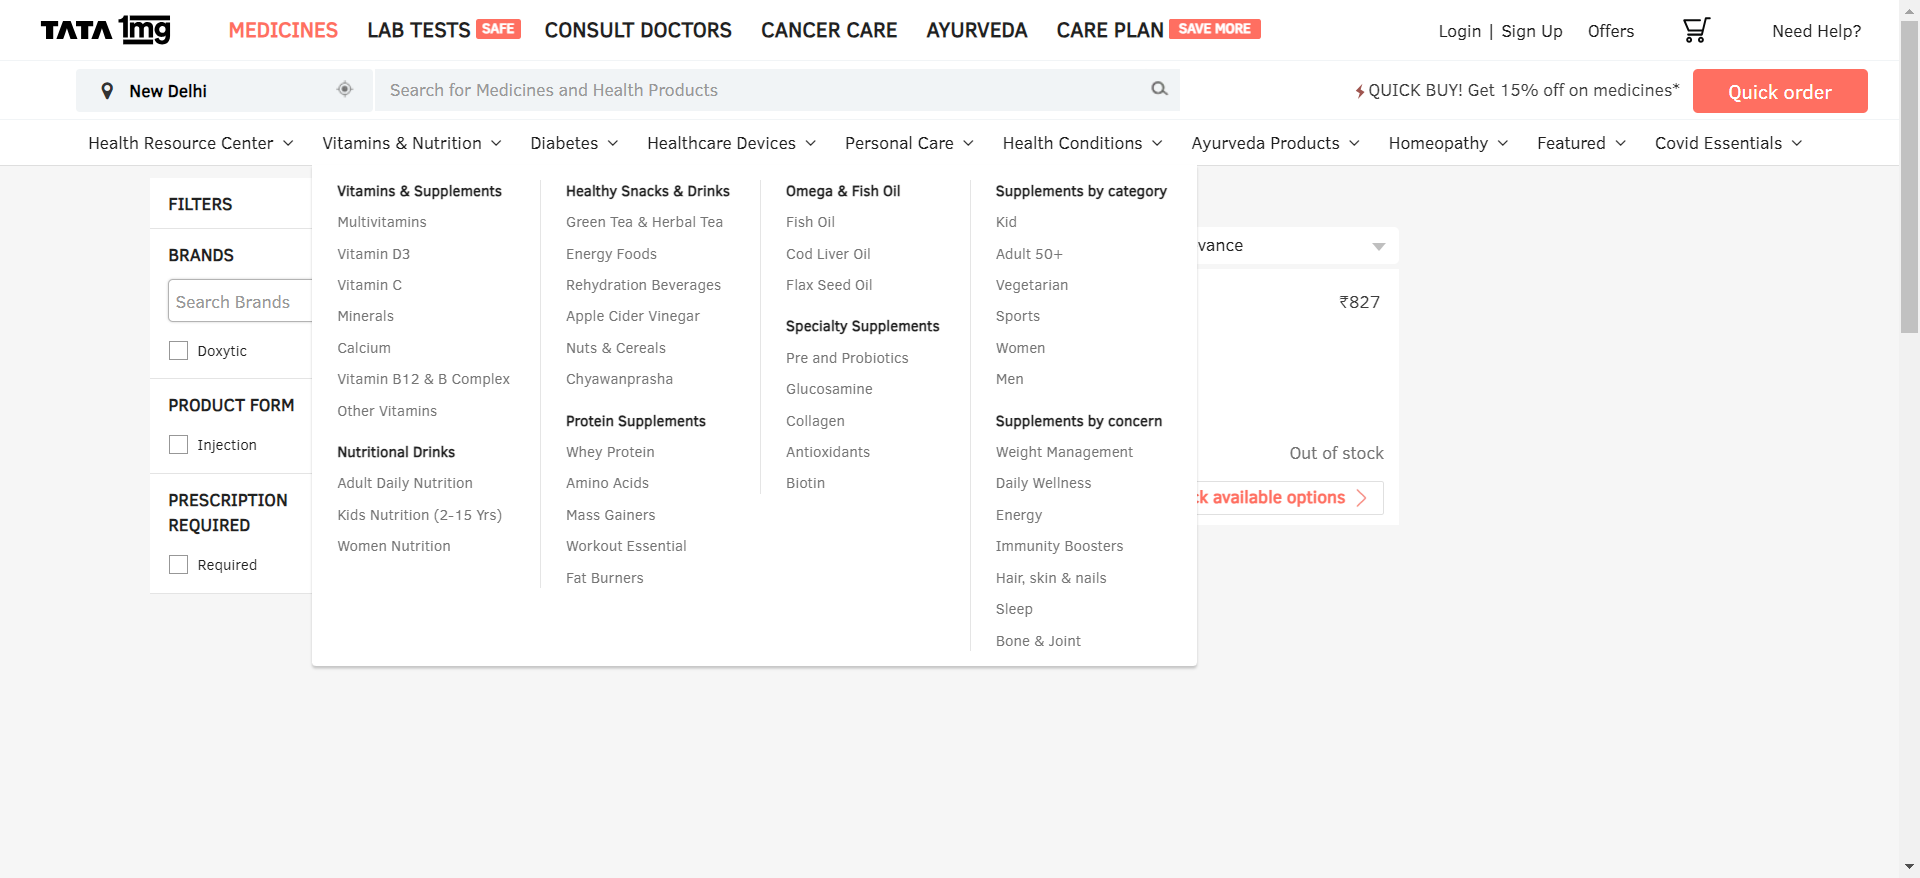 TATA 1mg
MEDICINES LAB TESTS SAFE CONSULT DOCTORS CANCER CARE AYURVEDA CARE PLAN SAVE MORE Login | Sign Up Offers Need Help?
New Delhi Search for Medicines and Health Products QUICK BUY! Get 15% off on medicines* Quick order
Health Resource Center Vitamins & Nutrition Diabetes Healthcare Devices Personal Care Health Conditions Ayurveda Products Homeopathy Featured Covid Essentials
FILTERS
BRANDS
Search Brands
Doxytic
PRODUCT FORM
Injection
PRESCRIPTION
REQUIRED
Required
Vitamins & Supplements
Multivitamins
Vitamin D3
Vitamin C
Minerals
Calcium
Vitamin B12 & B Complex
Other Vitamins
Nutritional Drinks
Adult Daily Nutrition
Kids Nutrition (2-15 Yrs)
Women Nutrition
Healthy Snacks & Drinks
Green Tea & Herbal Tea
Energy Foods
Rehydration Beverages
Apple Cider Vinegar
Nuts & Cereals
Chyawanprasha
Protein Supplements
Whey Protein
Amino Acids
Mass Gainers
Workout Essential
Fat Burners
Omega & Fish Oil
Fish Oil
Cod Liver Oil
Flax Seed Oil
Specialty Supplements
Pre and Probiotics
Glucosamine
Collagen
Antioxidants
Biotin
Supplements by category
Kid
Adult 50+
Vegetarian
Sports
Women
Men
Supplements by concern
Weight Management
Daily Wellness
Energy
Immunity Boosters
Hair, skin & nails
Sleep
Bone & Joint
vance
₹827
Out of stock
ck available options